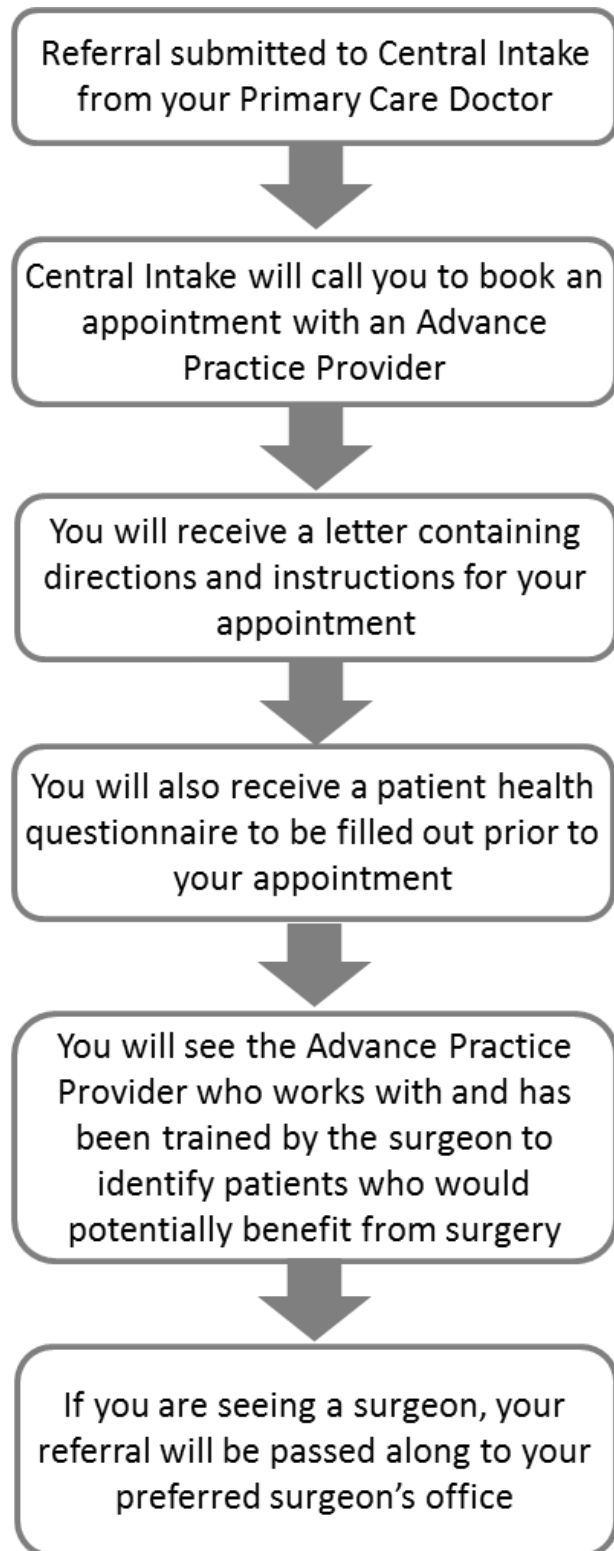 Referral submitted to Central Intake
from your Primary Care Doctor
Central Intake will call you to book an
appointment with an Advance
Practice Provider
You will receive a letter containing
directions and instructions for your
appointment
You will also receive a patient health
questionnaire to be filled out prior to
your appointment
You will see the Advance Practice
Provider who works with and has
been trained by the surgeon to
identify patients who would
potentially benefit from surgery
If you are seeing a surgeon, your
referral will be passed along to your
preferred surgeon’s office